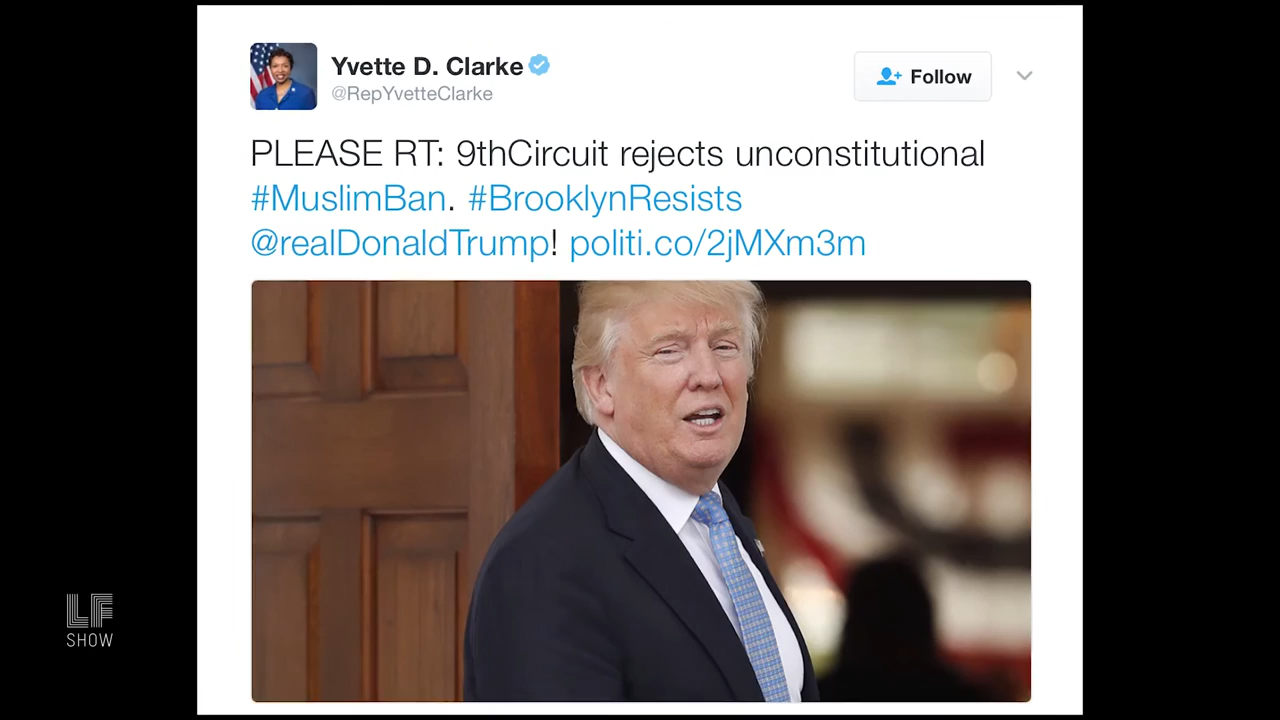 Yvette D. Clarke
@RepYvetteClarke
Follow
PLEASE RT: 9thCircuit rejects unconstitutional
#MuslimBan. #BrooklynResists
@realDonaldTrump! politi.co/2jMXm3m
LF
SHOW